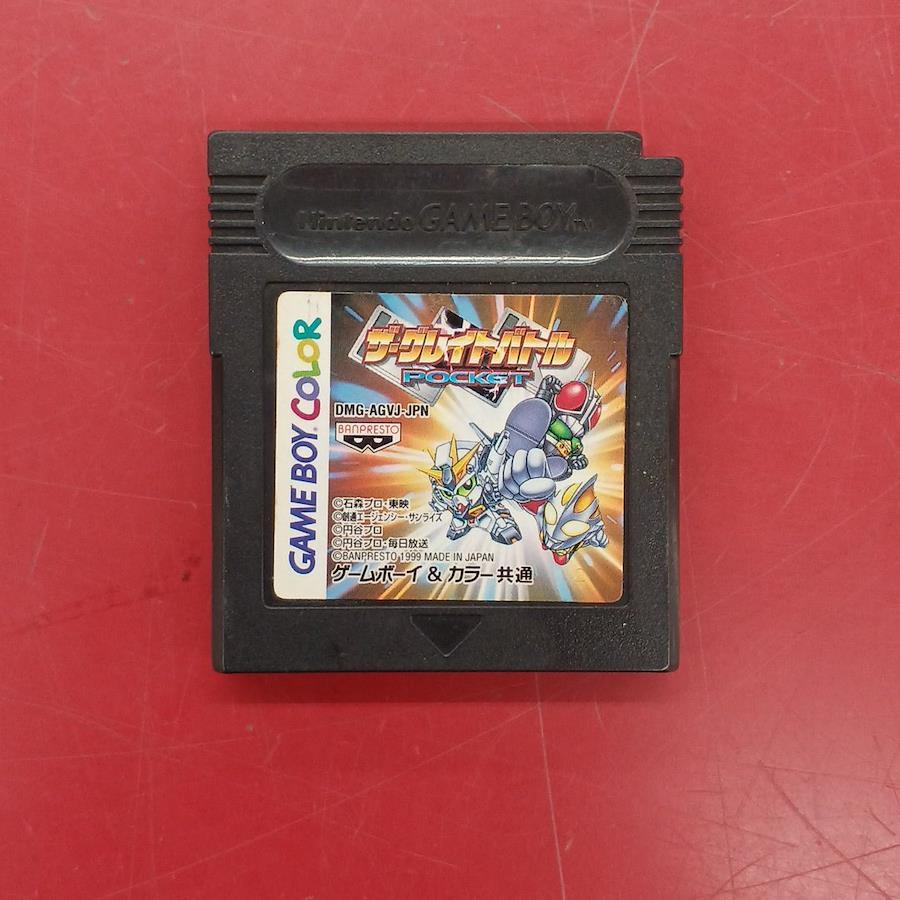 Nintendo GAME BOY TM
GAME BOY COLOR
ザ・グレイトバトル
POCKET
DMG-AGVJ-JPN
BANPRESTO
©石森プロ・東映
©創通エージェンシー・サンライズ
©円谷プロ
©円谷プロ・毎日放送
©BANPRESTO 1999 MADE IN JAPAN
ゲームボーイ & カラー共通